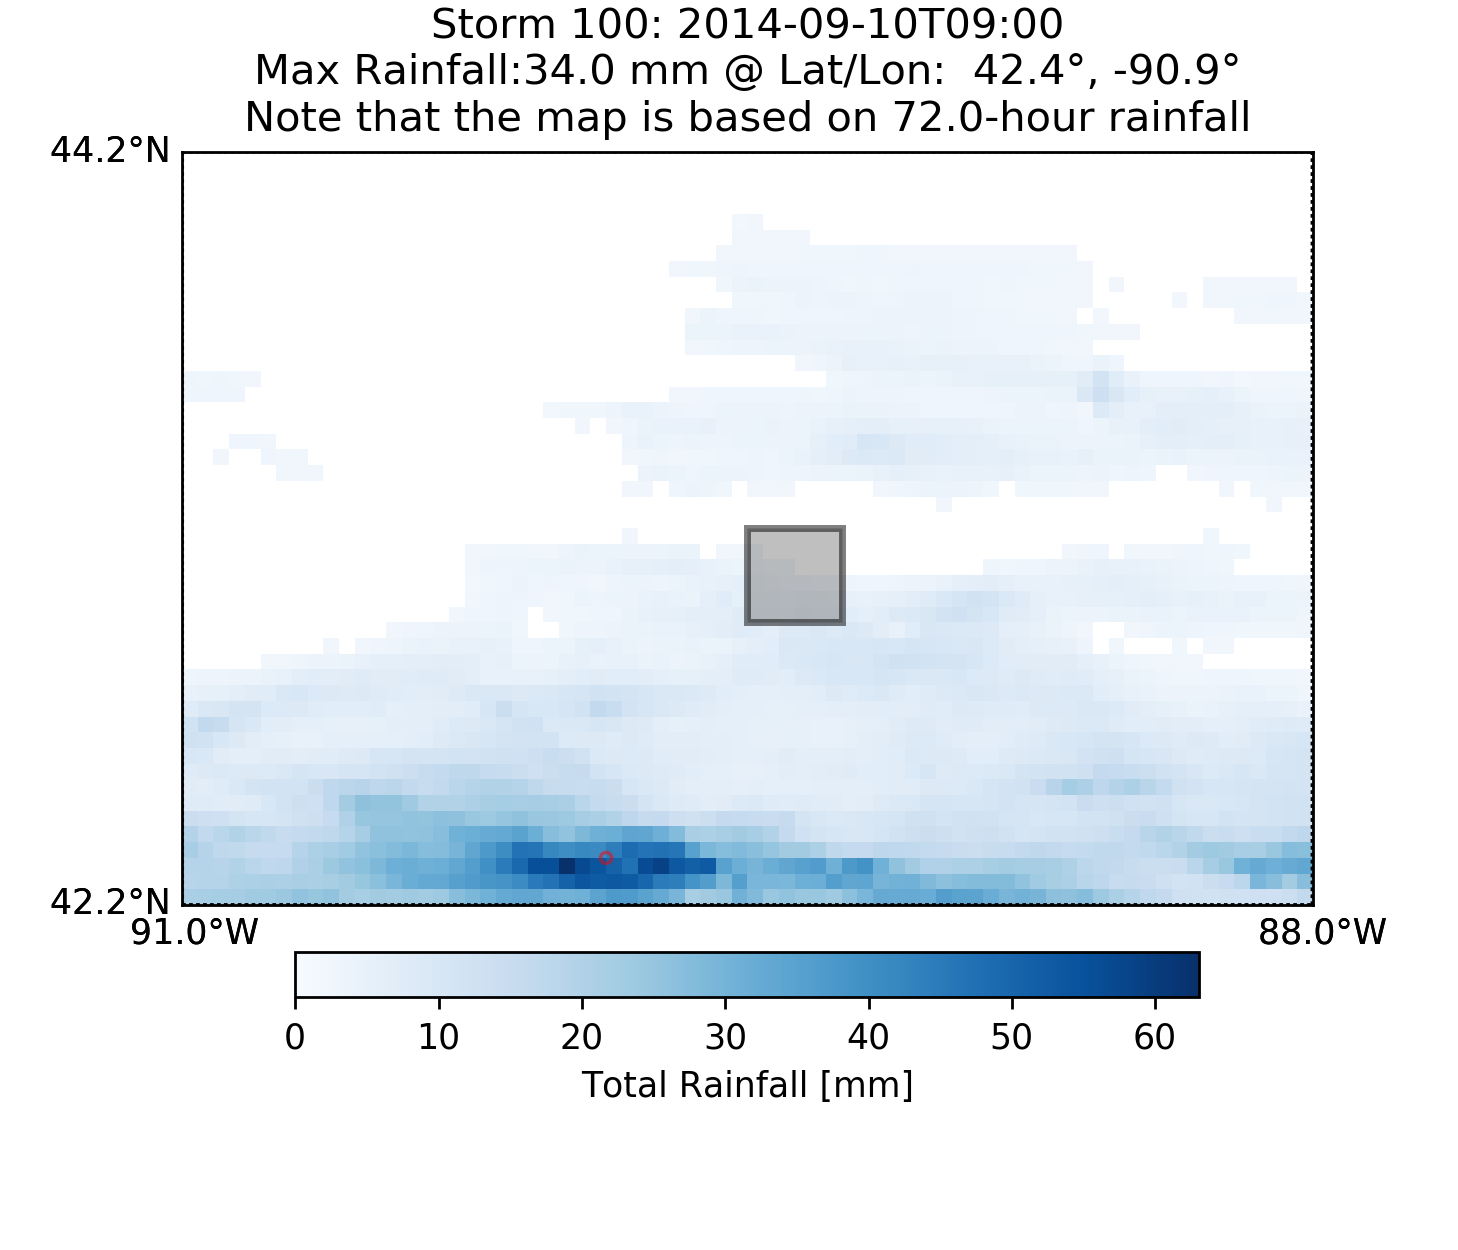 Storm 100: 2014-09-10T09:00
Max Rainfall:34.0 mm @ Lat/Lon:  42.4°, -90.9°
Note that the map is based on 72.0-hour rainfall
44.2°N
42.2°N
91.0°W 88.0°W
0 10 20 30 40 50 60
Total Rainfall [mm]